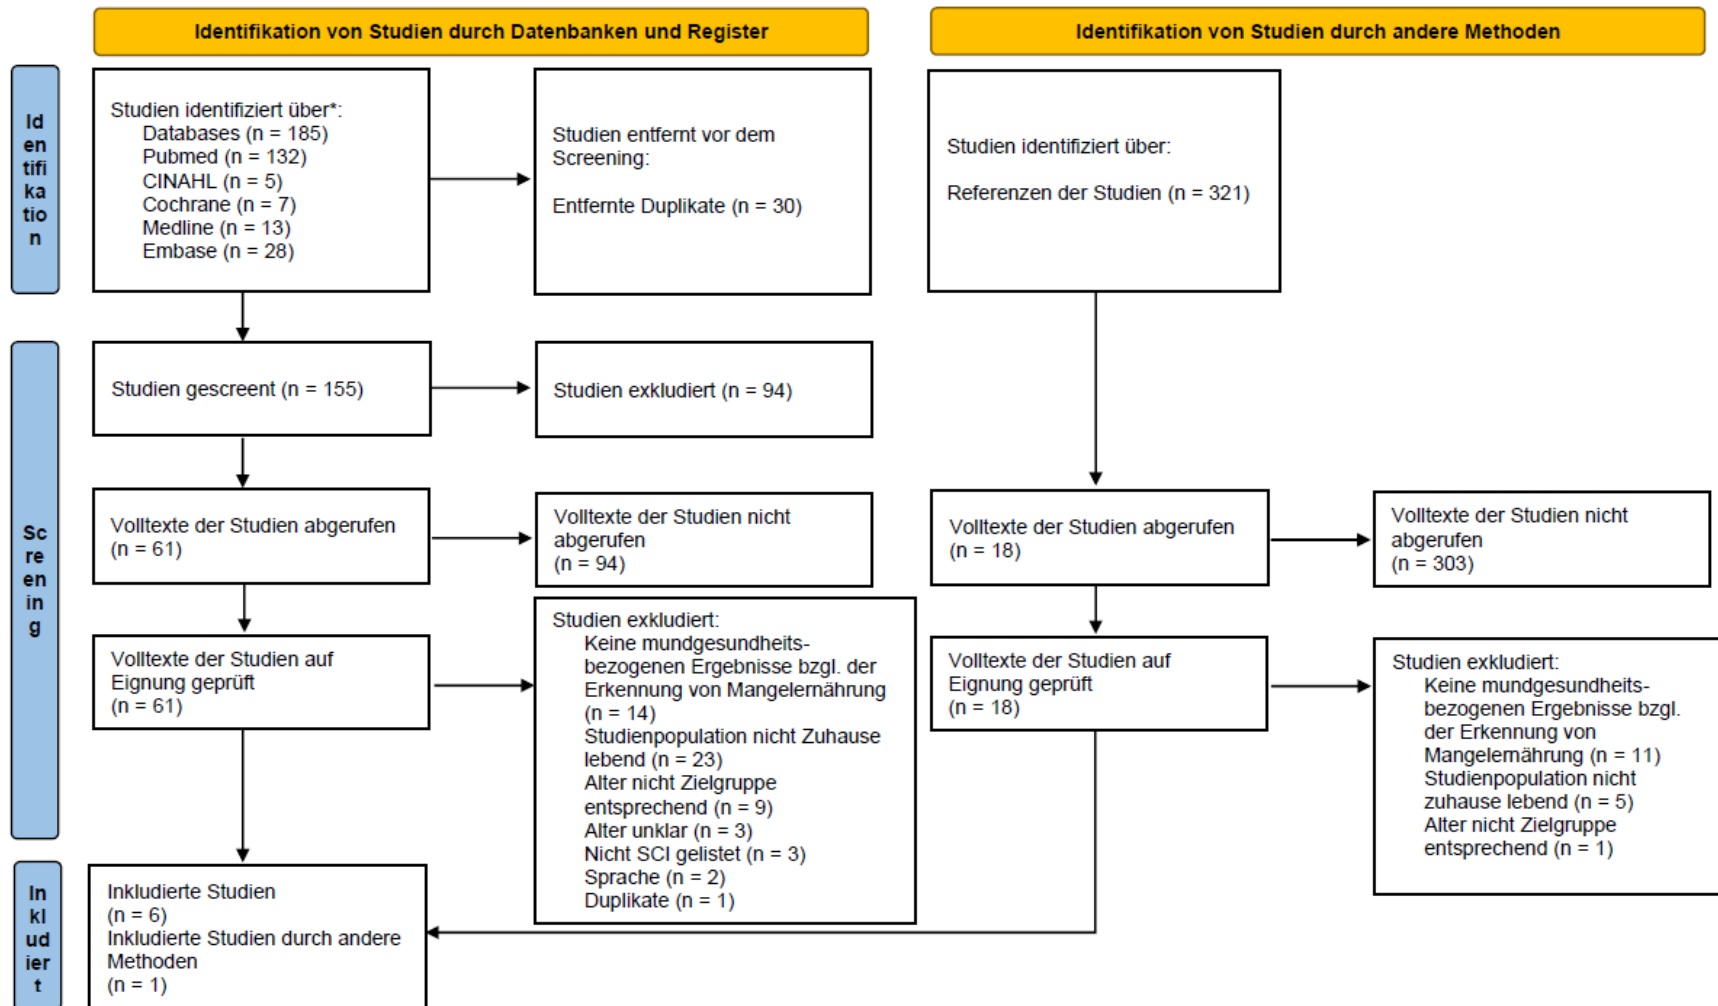 Identifikation von Studien durch Datenbanken und Register
Identifikation von Studien durch andere Methoden
Id
en
tifi
ka
tio
n
Studien identifiziert über*:
Databases (n = 185)
Pubmed (n = 132)
CINAHL (n = 5)
Cochrane (n = 7)
Medline (n = 13)
Embase (n = 28)
Studien entfernt vor dem
Screening:
Entfernte Duplikate (n = 30)
Studien identifiziert über:
Referenzen der Studien (n = 321)
Sc
re
en
in
g
Studien gescreent (n = 155)
Studien exkludiert (n = 94)
Volltexte der Studien abgerufen
(n = 61)
Volltexte der Studien nicht
abgerufen
(n = 94)
Volltexte der Studien abgerufen
(n = 18)
Volltexte der Studien nicht
abgerufen
(n = 303)
Volltexte der Studien auf
Eignung geprüft
(n = 61)
Studien exkludiert:
Keine mundgesundheits-
bezogenen Ergebnisse bzgl. der
Erkennung von Mangelernährung
(n = 14)
Studienpopulation nicht Zuhause
lebend (n = 23)
Alter nicht Zielgruppe
entsprechend (n = 9)
Alter unklar (n = 3)
Nicht SCI gelistet (n = 3)
Sprache (n = 2)
Duplikate (n = 1)
Volltexte der Studien auf
Eignung geprüft
(n = 18)
Studien exkludiert:
Keine mundgesundheits-
bezogenen Ergebnisse bzgl.
der Erkennung von
Mangelernährung (n = 11)
Studienpopulation nicht
zuhause lebend (n = 5)
Alter nicht Zielgruppe
entsprechend (n = 1)
In
kl
ud
ier
t
Inkludierte Studien
(n = 6)
Inkludierte Studien durch andere
Methoden
(n = 1)